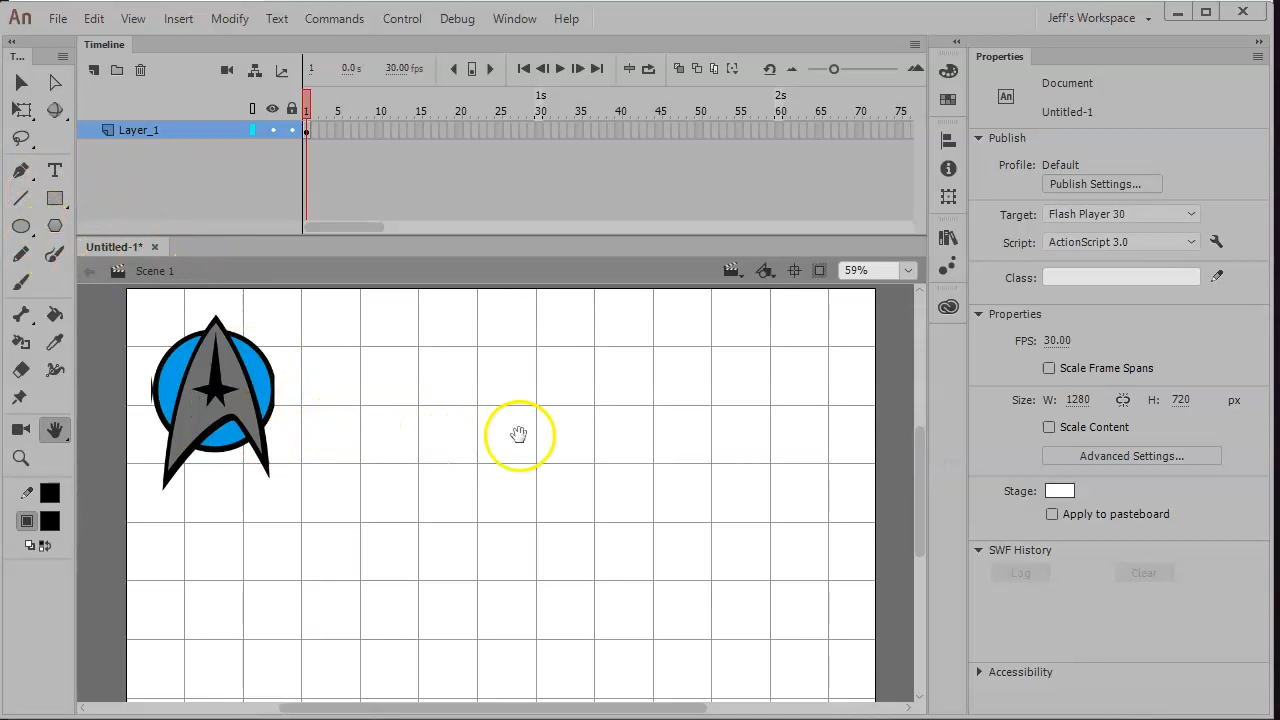 An File Edit View Insert Modify Text Commands Control Debug Window Help Jeff's Workspace
T... Timeline Properties
1 0.0s 30.00 fps
1s 2s
1 5 10 15 20 25 30 35 40 45 50 55 60 65 70 75
Layer_1
Untitled-1*
Scene 1 59%
An Document
Untitled-1
Publish
Profile: Default
Publish Settings...
Target: Flash Player 30
Script: ActionScript 3.0
Class:
Properties
FPS: 30.00
Scale Frame Spans
Size: W: 1280 H: 720 px
Scale Content
Advanced Settings...
Stage:
Apply to pasteboard
SWF History
Log Clear
Accessibility